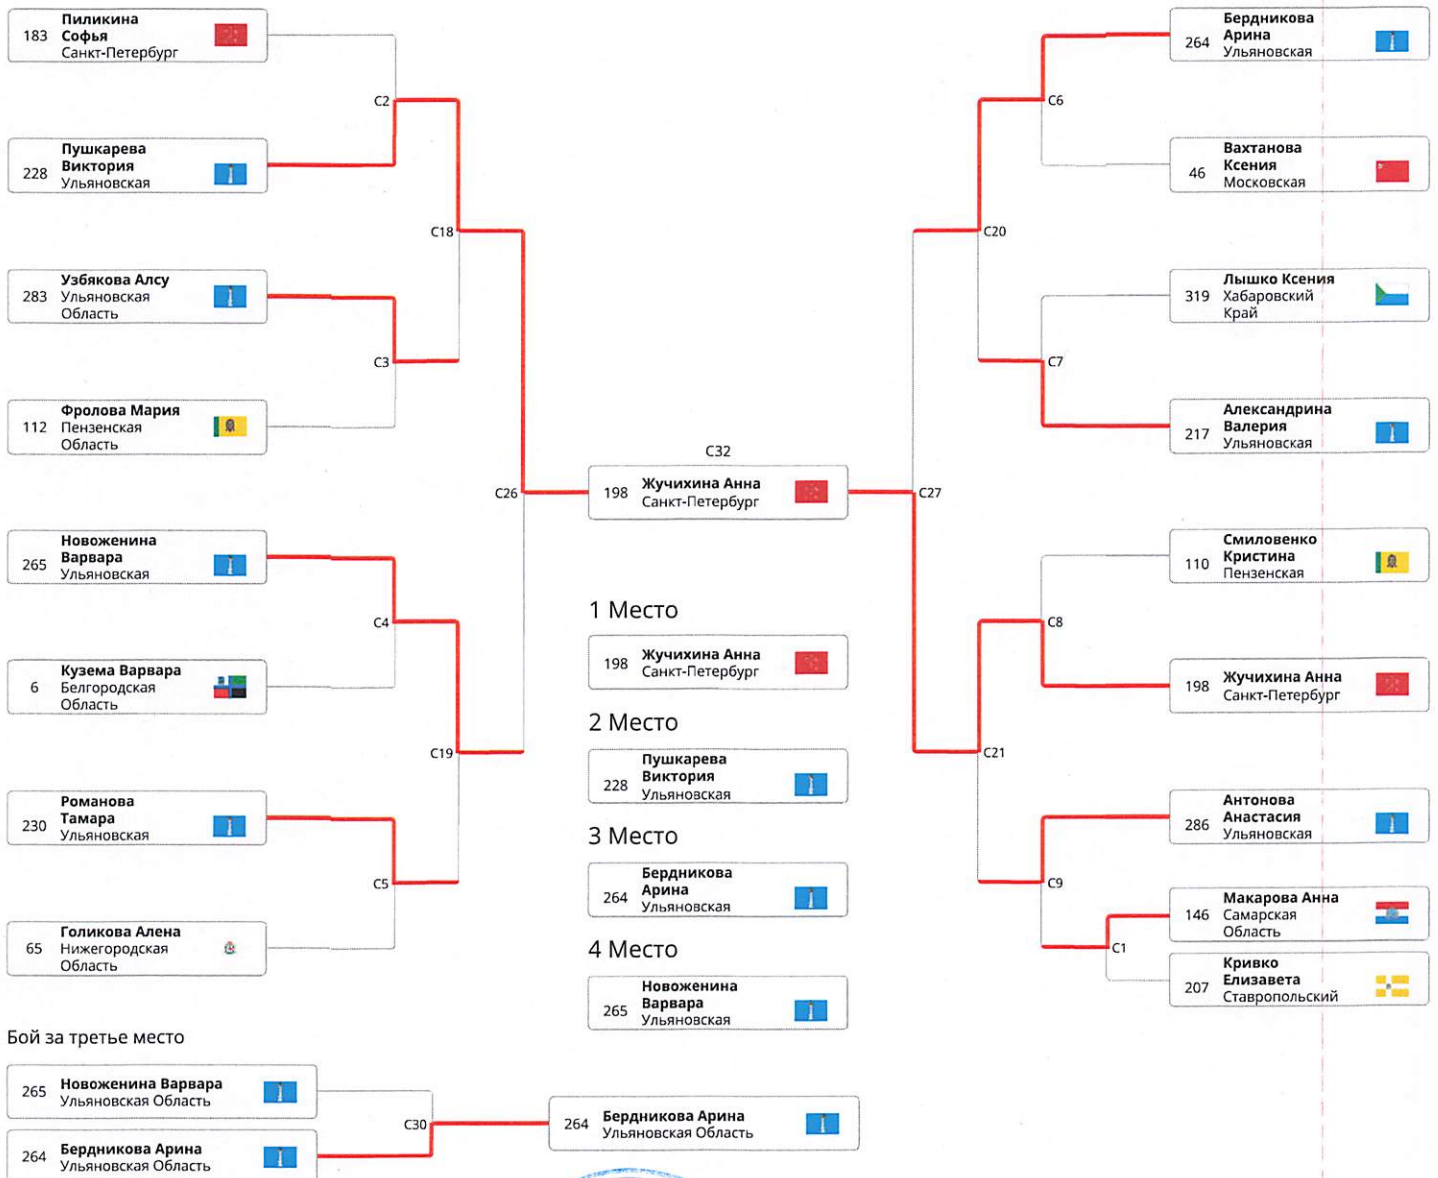 183
Пиликина
Софья
Санкт-Петербург
228
Пушкарева
Виктория
Ульяновская
283
Узбякова Алсу
Ульяновская
Область
112
Фролова Мария
Пензенская
Область
265
Новоженина
Варвара
Ульяновская
6
Кузема Варвара
Белгородская
Область
230
Романова
Тамара
Ульяновская
65
Голикова Алена
Нижегородская
Область
C2
C3
C4
C5
C18
C19
C26
C32
198
Жучихина Анна
Санкт-Петербург
1 Место
198
Жучихина Анна
Санкт-Петербург
2 Место
228
Пушкарева
Виктория
Ульяновская
3 Место
264
Бердникова
Арина
Ульяновская
4 Место
265
Новоженина
Варвара
Ульяновская
C27
C20
C21
C6
C7
C8
C9
C1
264
Бердникова
Арина
Ульяновская
46
Вахтанова
Ксения
Московская
319
Лышко Ксения
Хабаровский
Край
217
Александрина
Валерия
Ульяновская
110
Смиловенко
Кристина
Пензенская
198
Жучихина Анна
Санкт-Петербург
286
Антонова
Анастасия
Ульяновская
146
Макарова Анна
Самарская
Область
207
Кривко
Елизавета
Ставропольский
Бой за третье место
265
Новоженина Варвара
Ульяновская Область
264
Бердникова Арина
Ульяновская Область
C30
264
Бердникова Арина
Ульяновская Область